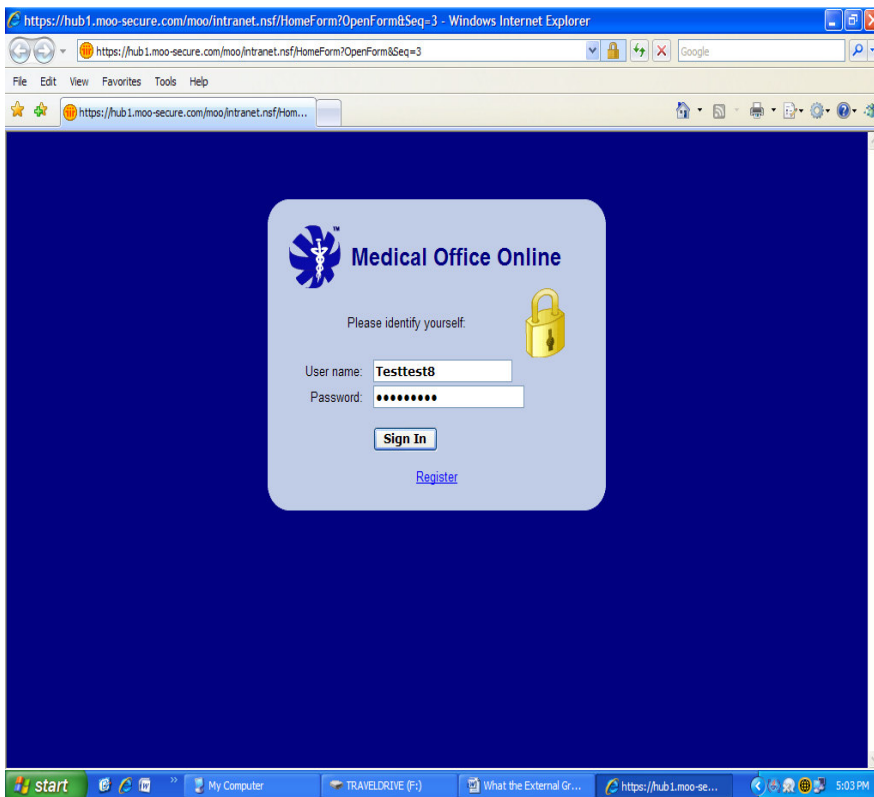 https://hub1.moo-secure.com/moo/intranet.nsf/HomeForm?OpenForm&Seq=3 - Windows Internet Explorer
https://hub1.moo-secure.com/moo/intranet.nsf/HomeForm?OpenForm&Seq=3 Google
File Edit View Favorites Tools Help
https://hub1.moo-secure.com/moo/intranet.nsf/Hom...
Medical Office Online
TM
Please identify yourself:
User name: Testtest8
Password: •••••••••
Sign In
Register
start My Computer TRAVELDRIVE (F:) What the External Gr... https://hub1.moo-se... 5:03 PM